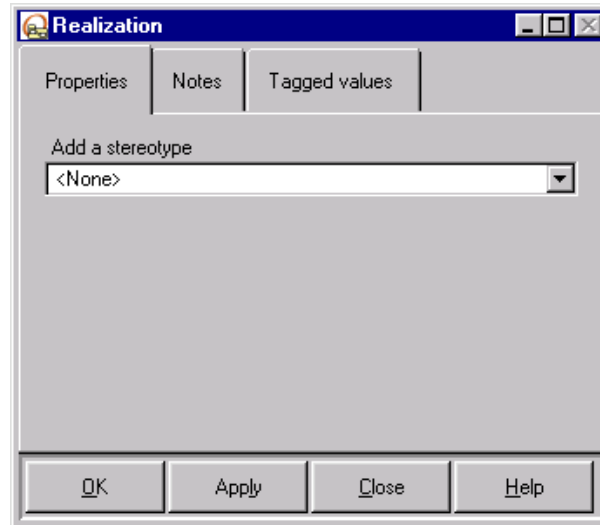 Realization
Properties Notes Tagged values
Add a stereotype
<None>
OK Apply Close Help